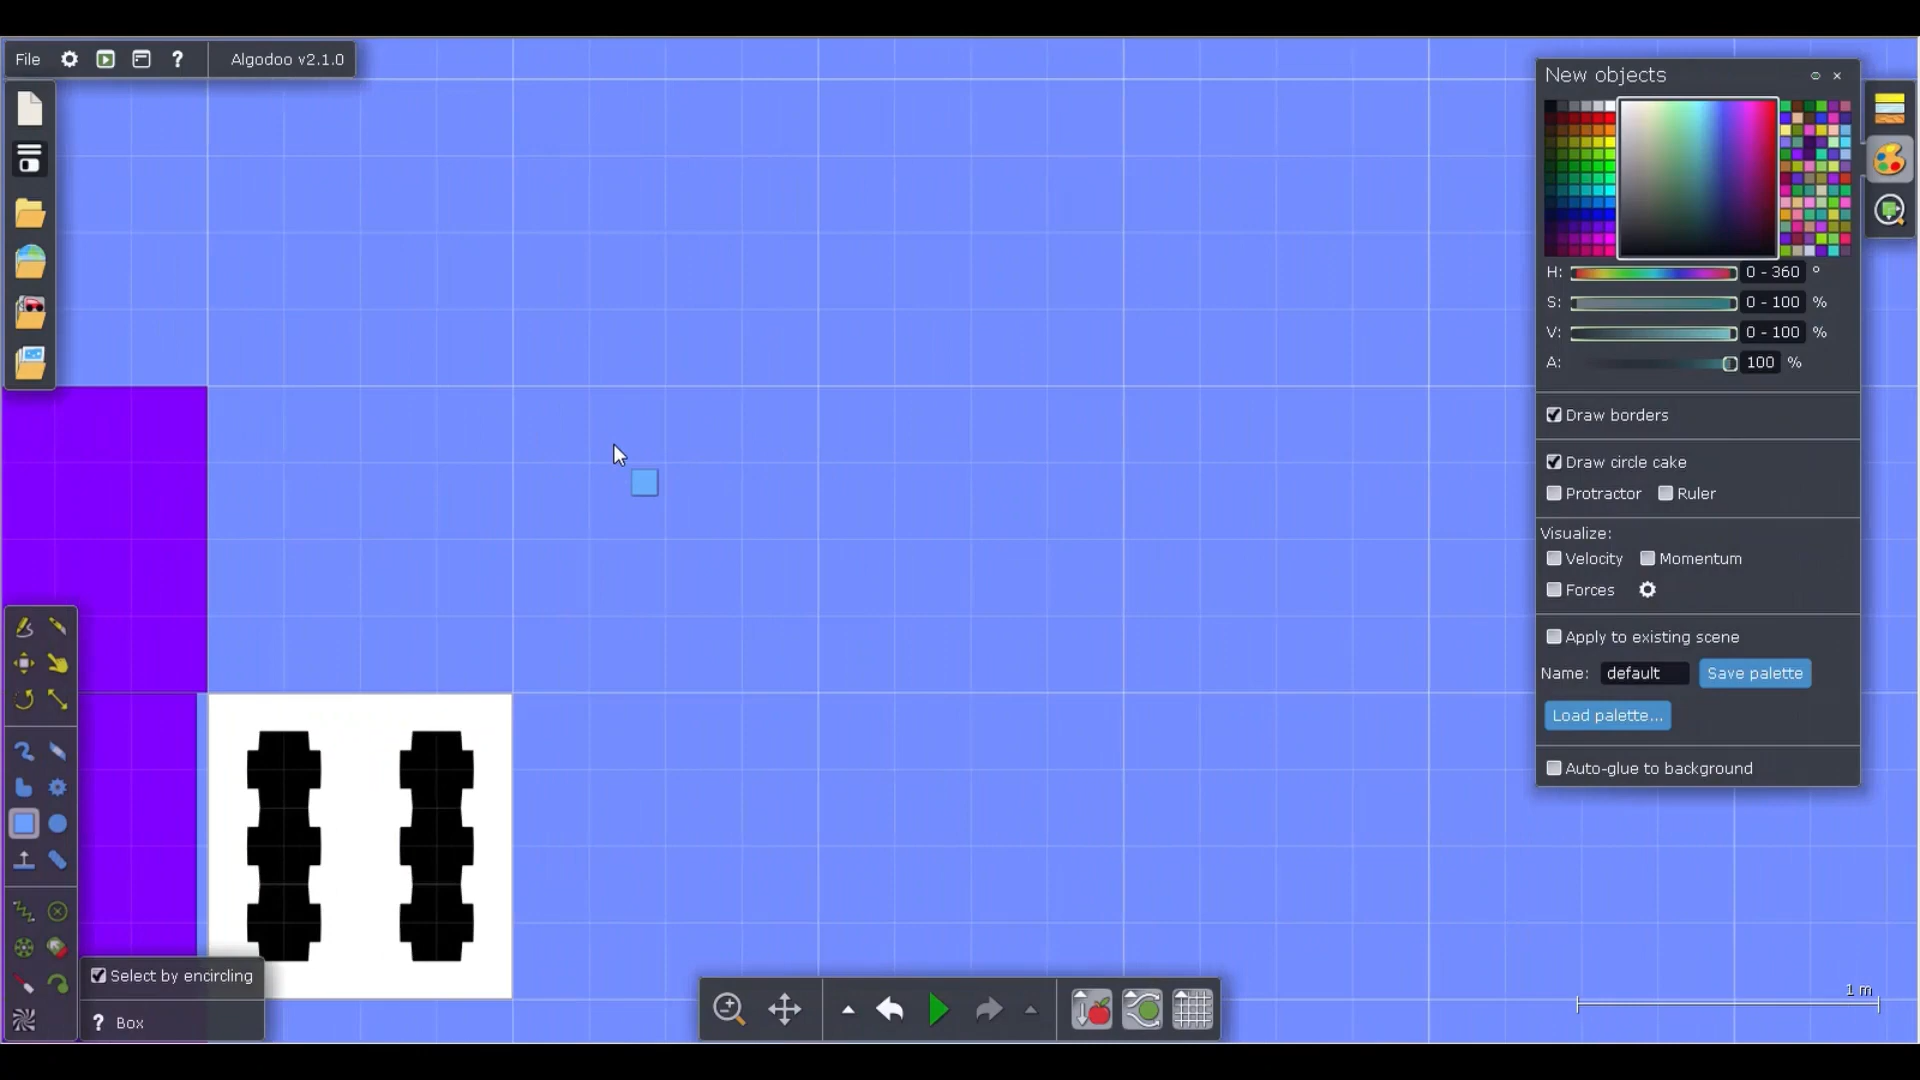 File ? Algodoo v2.1.0
New objects
H: 0 - 360 °
S: 0 - 100 %
V: 0 - 100 %
A: 100 %
Draw borders
Draw circle cake
Protractor Ruler
Visualize:
Velocity Momentum
Forces
Apply to existing scene
Name: default Save palette
Load palette...
Auto-glue to background
Select by encircling
? Box
1 m